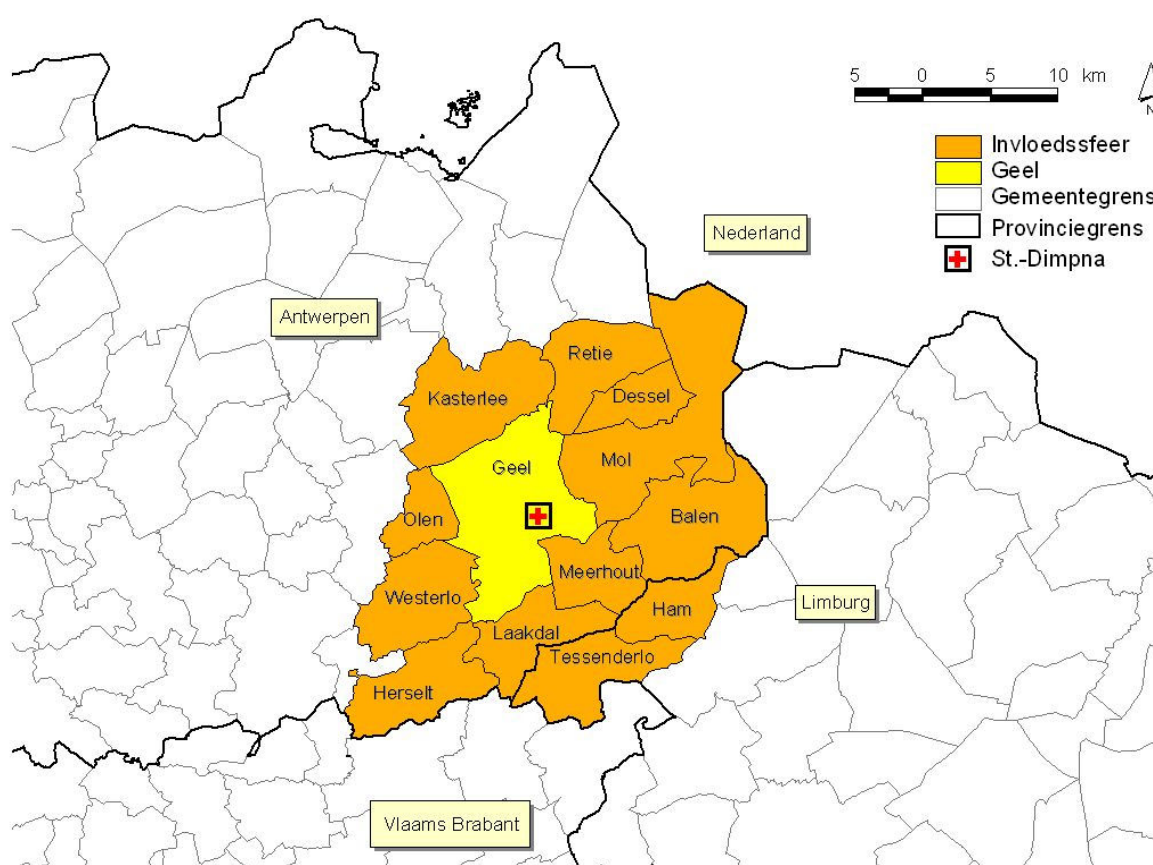 5 0 5 10 km
N
Invloedssfeer
Geel
Gemeentegrens
Provinciegrens
St.-Dimpna
Nederland
Antwerpen
Retie
Kasterlee
Dessel
Mol
Geel
Olen
Balen
Meerhout
Westerlo
Ham
Limburg
Laakdal
Tessenderlo
Herselt
Vlaams Brabant